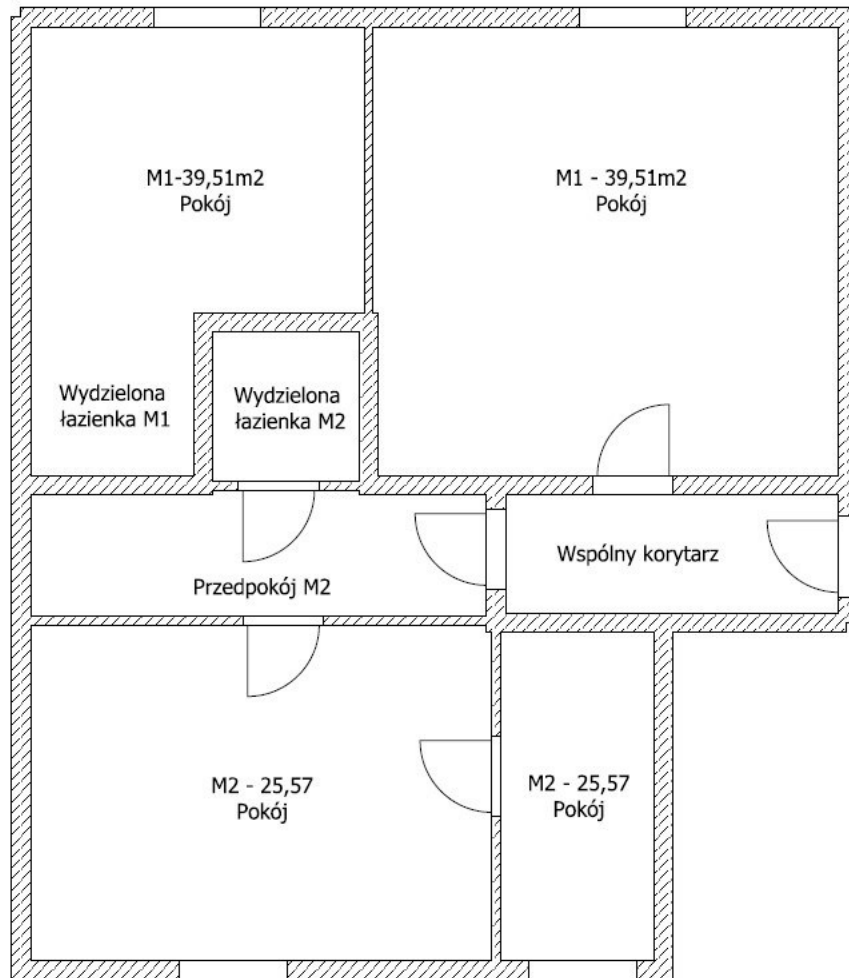 M1-39,51m2
Pokój
M1 - 39,51m2
Pokój
Wydzielona
łazienka M1
Wydzielona
łazienka M2
Przedpokój M2
Wspólny korytarz
M2 - 25,57
Pokój
M2 - 25,57
Pokój